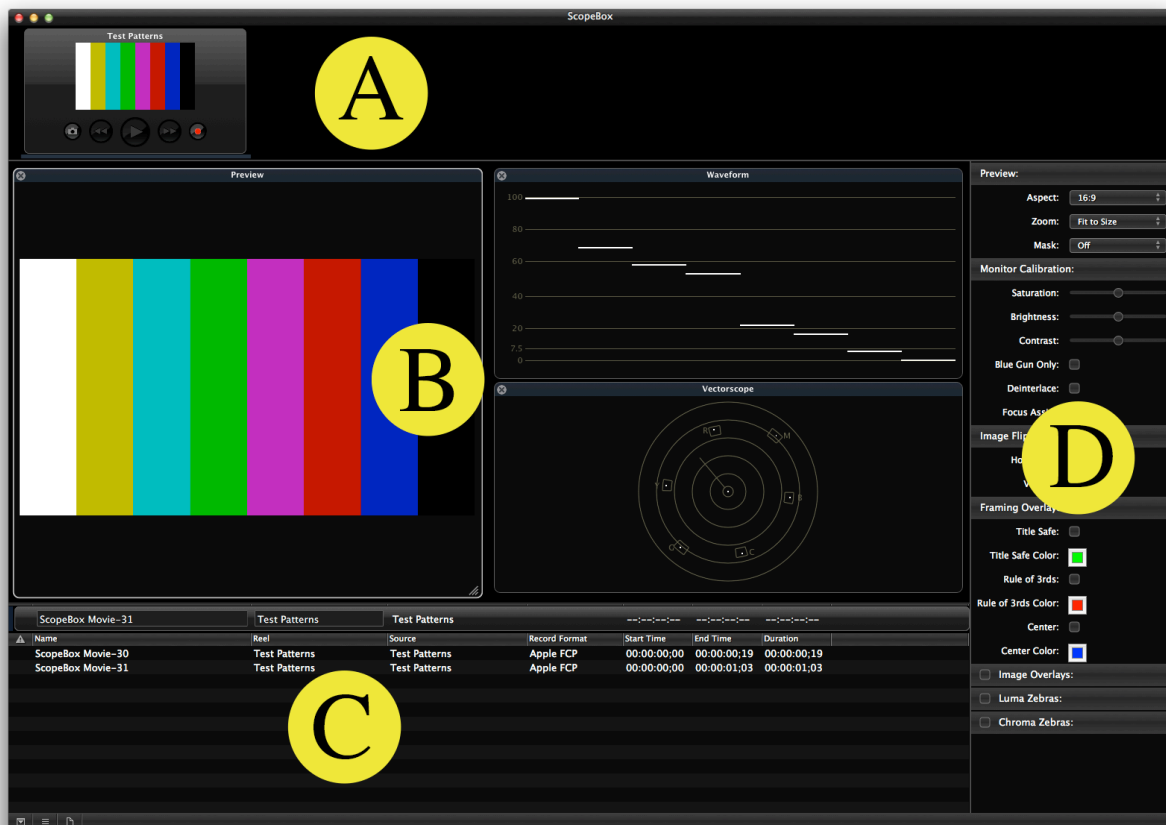 ScopeBox
Test Patterns
A
Preview
Waveform
100
80
60
40
20
7.5
0
B
Vectorscope
R
M
Y
B
G
C
Preview:
Aspect: 16:9
Zoom: Fit to Size
Mask: Off
Monitor Calibration:
Saturation:
Brightness:
Contrast:
Blue Gun Only:
Deinterlace:
Focus
Image
D
Framing
Title Safe:
Title Safe Color:
Rule of 3rds:
Rule of 3rds Color:
Center:
Center Color:
Image Overlays:
Luma Zebras:
Chroma Zebras:
ScopeBox Movie-31 Test Patterns Test Patterns --:--:--:-- --:--:--:-- --:--:--:--
Name Reel Source Record Format Start Time End Time Duration
ScopeBox Movie-30 Test Patterns Test Patterns Apple FCP 00:00:00;00 00:00:00;19 00:00:00;19
ScopeBox Movie-31 Test Patterns Test Patterns Apple FCP 00:00:00;00 00:00:01;03 00:00:01;03
C